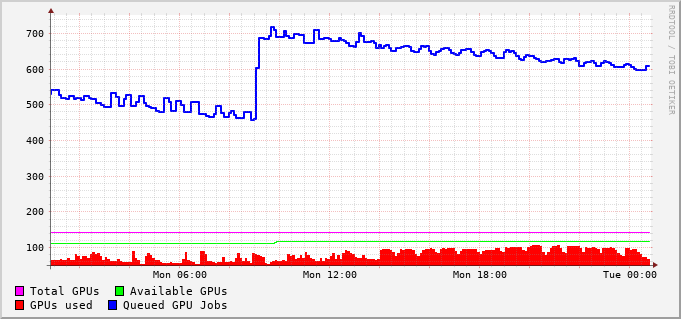 700
600
500
400
300
200
100
Mon 06:00 Mon 12:00 Mon 18:00 Tue 00:00
Total GPUs Available GPUs
GPUs used Queued GPU Jobs
RRDTOOL / TOBI OETIKER